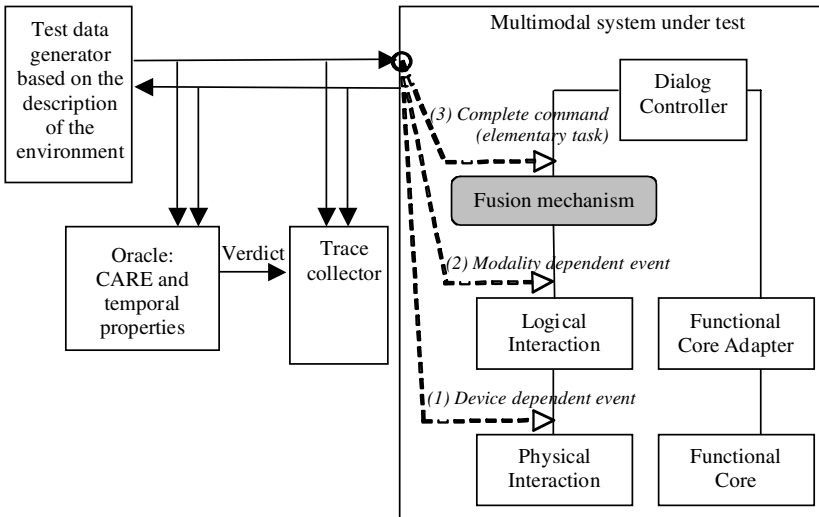 Test data
generator
based on the
description
of the
environment
Multimodal system under test
Dialog
Controller
(3) Complete command
(elementary task)
Fusion mechanism
Oracle:
CARE and
temporal
properties
Verdict
Trace
collector
(2) Modality dependent event
Logical
Interaction
Functional
Core Adapter
(1) Device dependent event
Physical
Interaction
Functional
Core